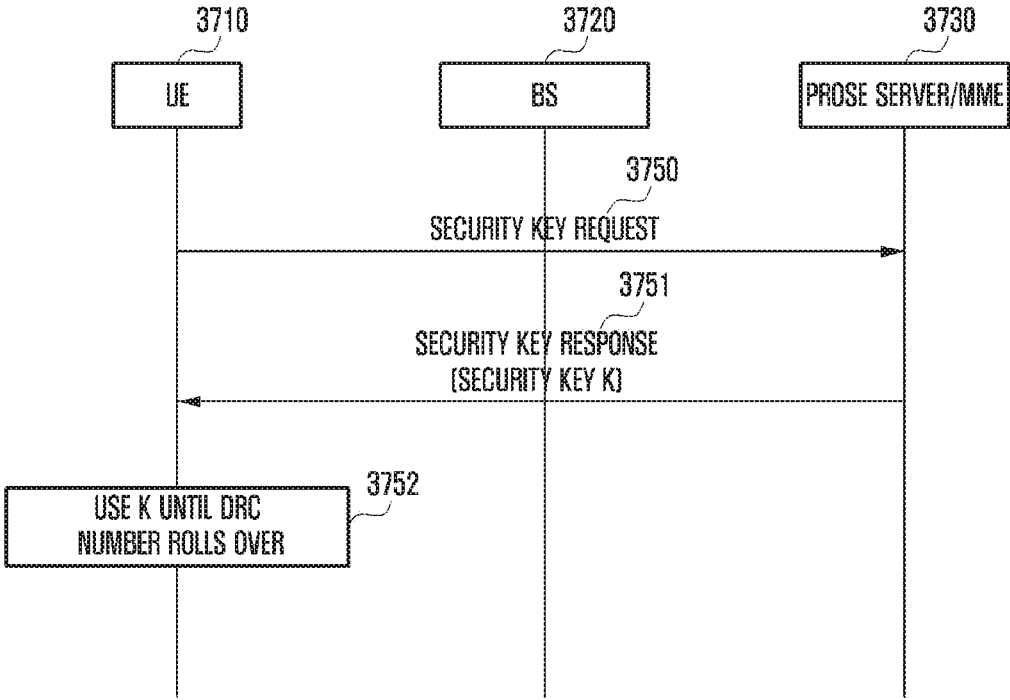 3710
3720
3730
UE
BS
PROSE SERVER/MME
3750
SECURITY KEY REQUEST
3751
SECURITY KEY RESPONSE
(SECURITY KEY K)
3752
USE K UNTIL DRC
NUMBER ROLLS OVER